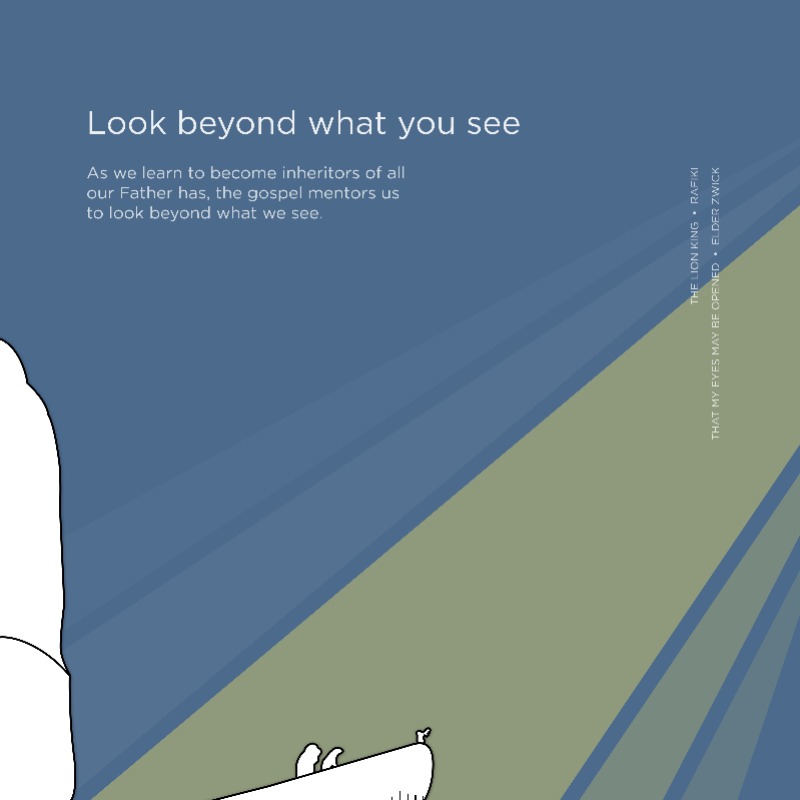 Look beyond what you see
As we learn to become inheritors of all
our Father has, the gospel mentors us
to look beyond what we see.
THE LION KING • RAFIKI
THAT MY EYES MAY BE OPENED • ELDER ZWICK